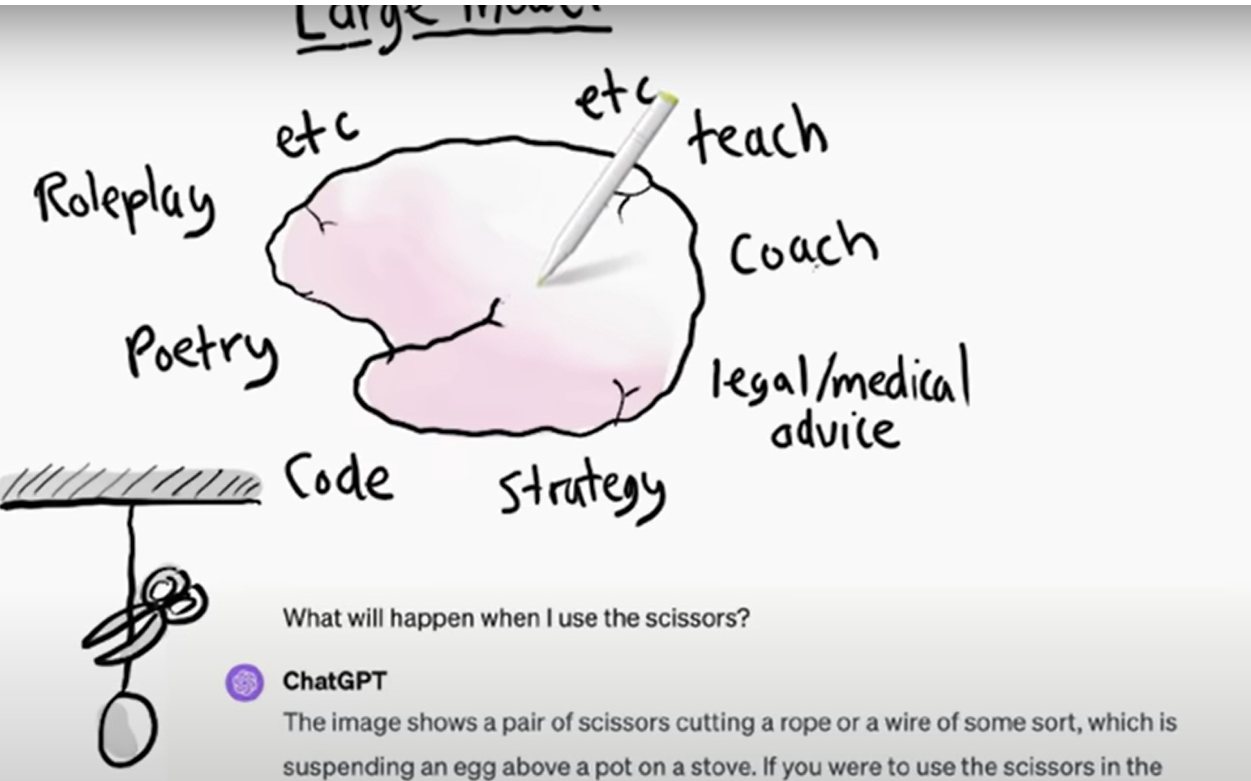 Large Model
etc
etc
teach
Roleplay
Coach
Poetry
legal/medical
advice
Code
Strategy
What will happen when I use the scissors?
ChatGPT
The image shows a pair of scissors cutting a rope or a wire of some sort, which is
suspending an egg above a pot on a stove. If you were to use the scissors in the